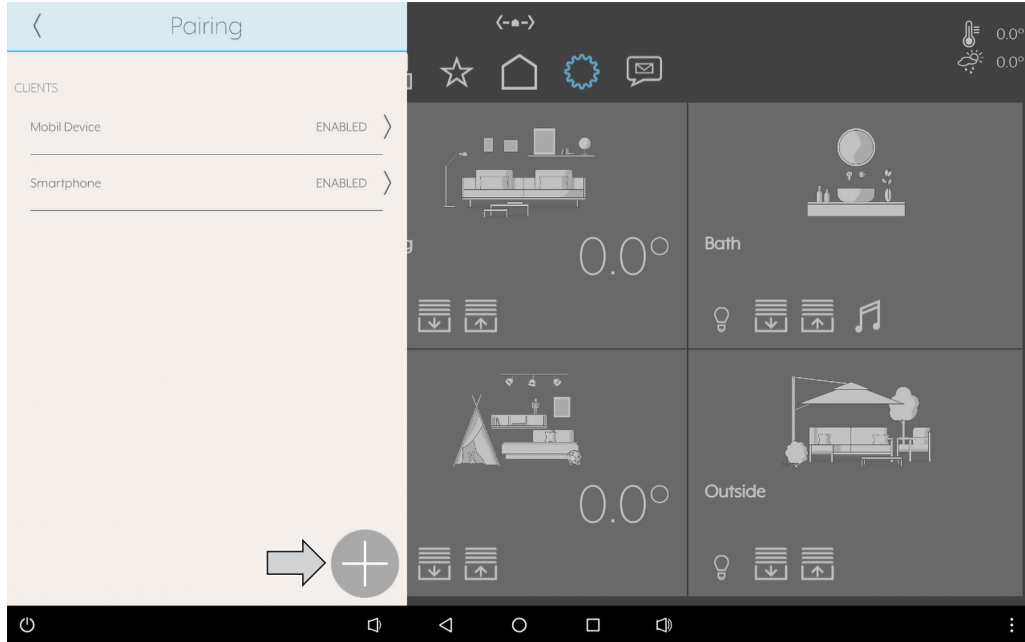 Pairing
0.0°
0.0°
CLIENTS
Mobil Device ENABLED
Smartphone ENABLED
g
0.0°
Bath
0.0°
Outside